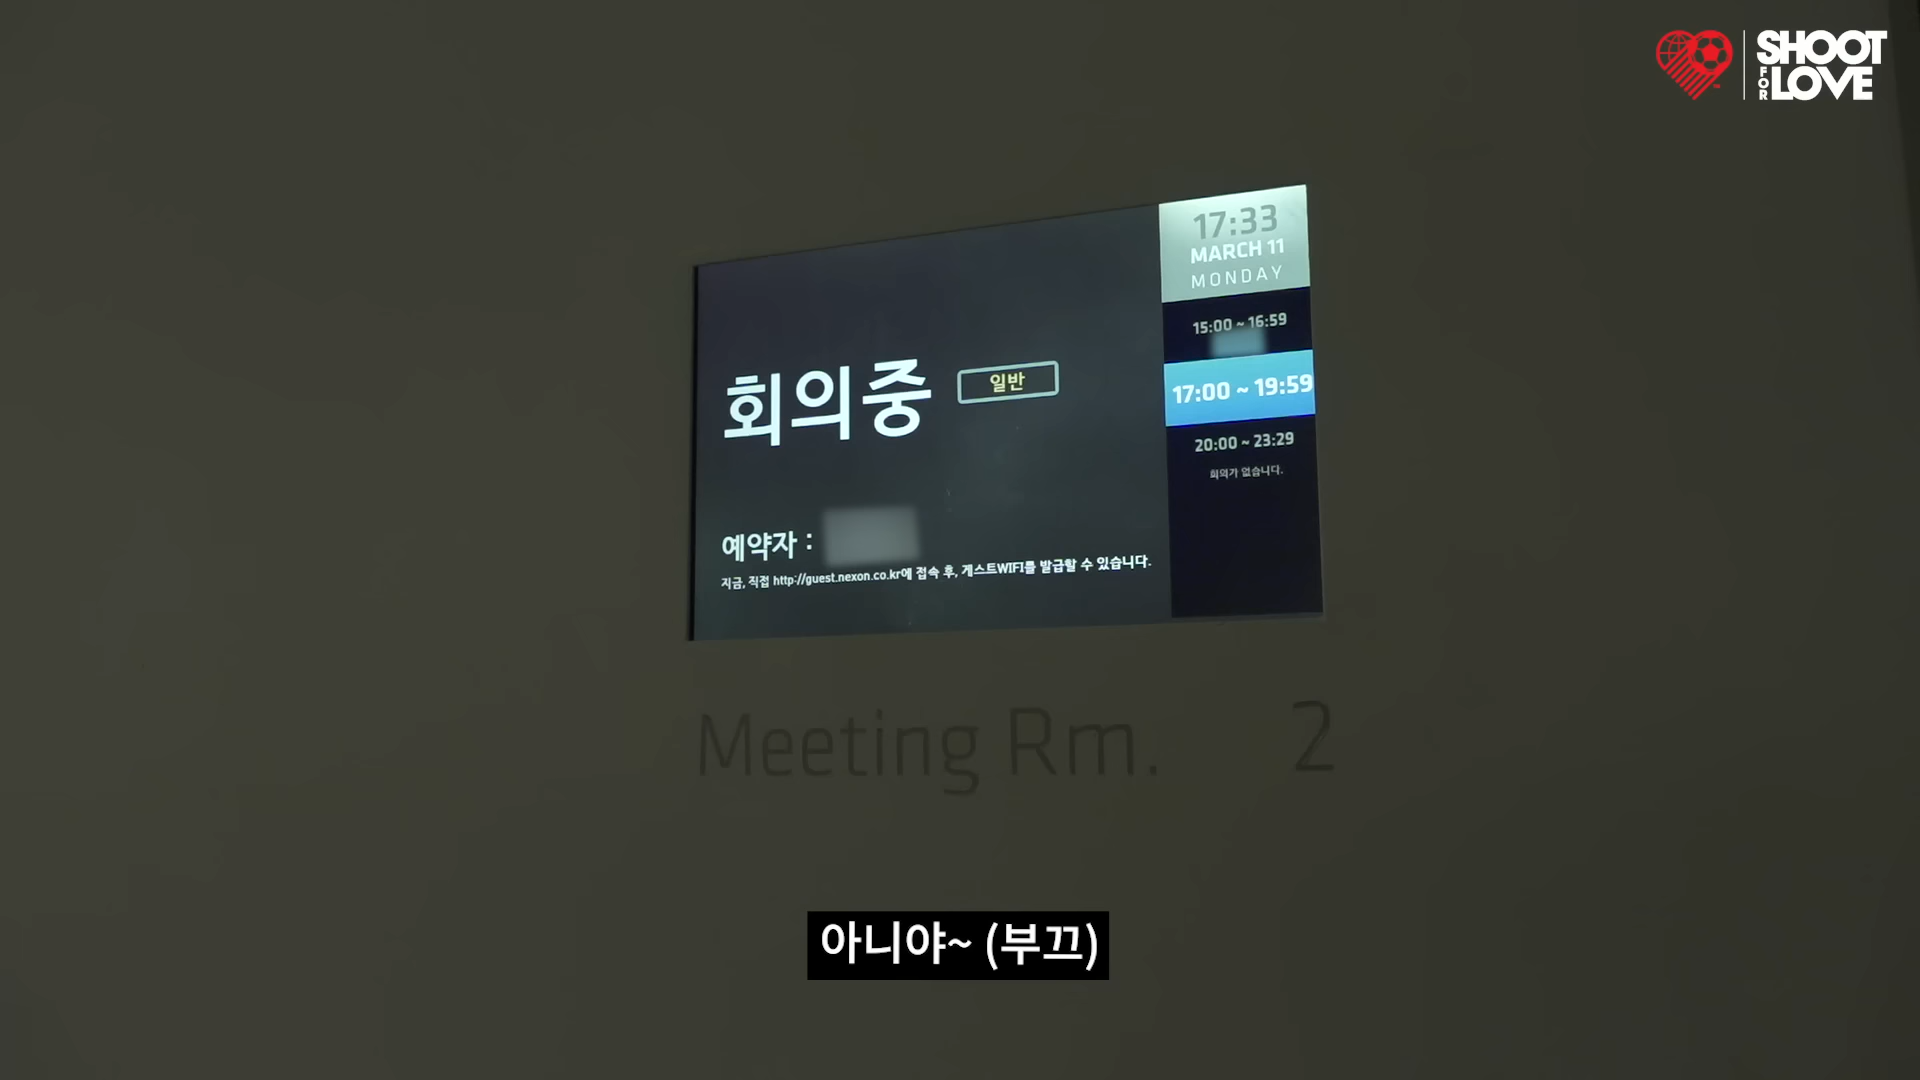 SHOOT
FOR
LOVE
17:33
MARCH 11
MONDAY
15:00 ~ 16:59
17:00 ~ 19:59
20:00 ~ 23:29
회의가 없습니다.
회의중
일반
예약자 :
지금, 직접 http://guest.nexon.co.kr에 접속 후, 게스트WIFI를 발급할 수 있습니다.
Meeting Rm. 2
아니야~ (부끄)